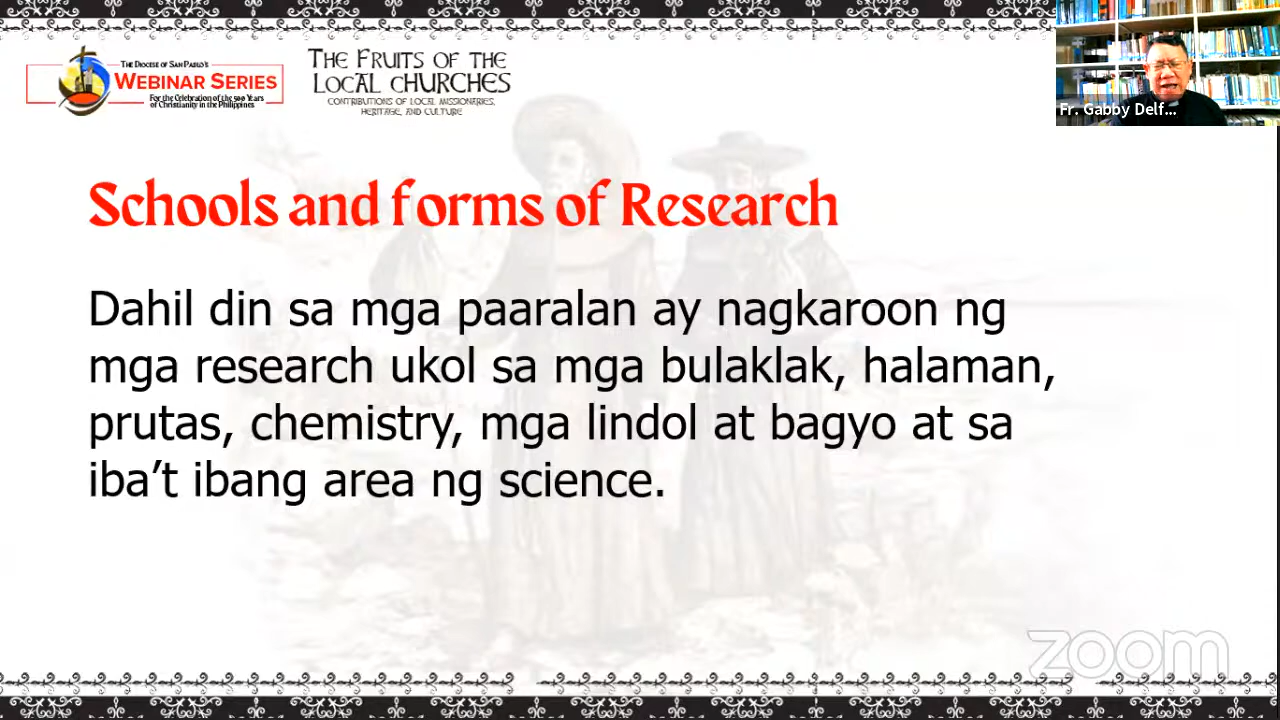 THE DIOCESE OF SAN PABLO'S
WEBINAR SERIES
For the Celebration of the 500 Years
of Christianity in the Philippines
THE FRUITS OF THE
LOCAL CHURCHES
CONTRIBUTIONS OF LOCAL MISSIONARIES,
HERITAGE, AND CULTURE
Fr. Gabby Delf...
Schools and forms of Research
Dahil din sa mga paaralan ay nagkaroon ng
mga research ukol sa mga bulaklak, halaman,
prutas, chemistry, mga lindol at bagyo at sa
iba't ibang area ng science.
zoom